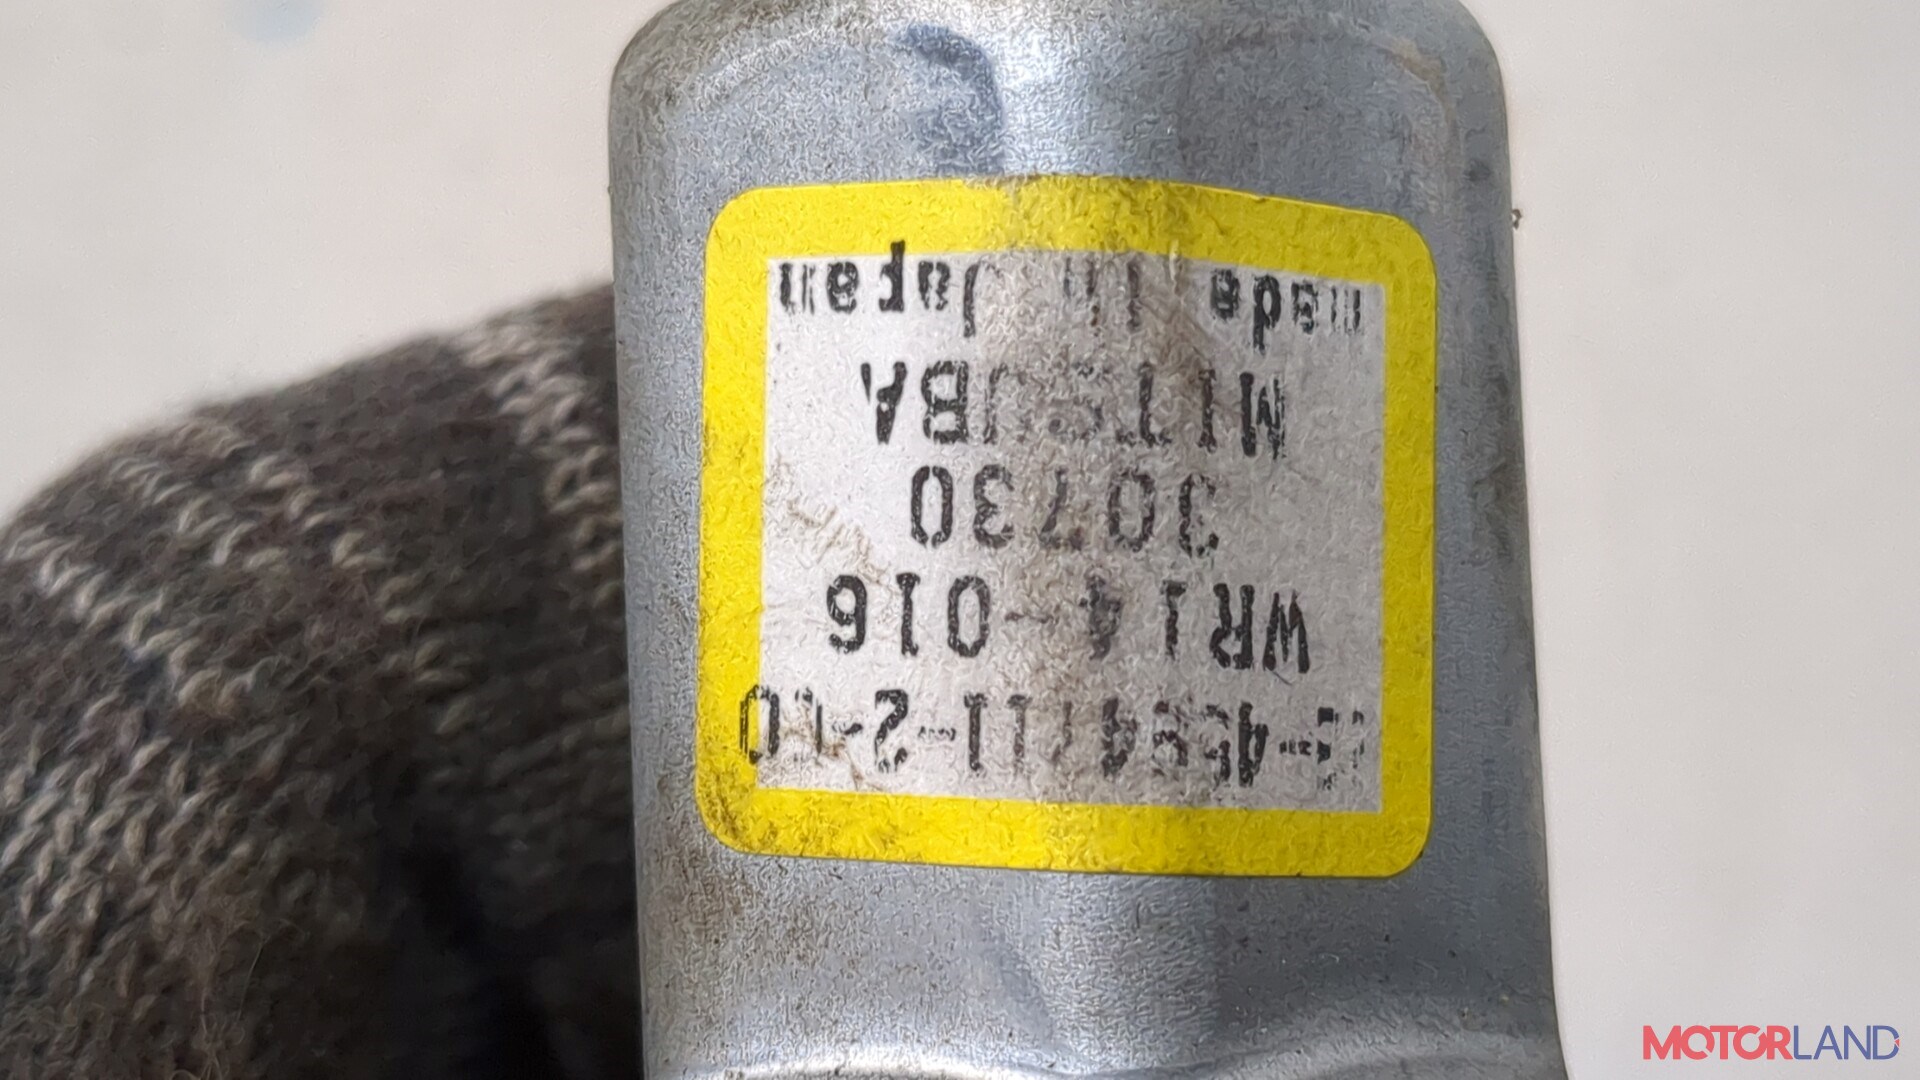 WR14-016
30730
MITSUBA
made in Japan
MOTORLAND